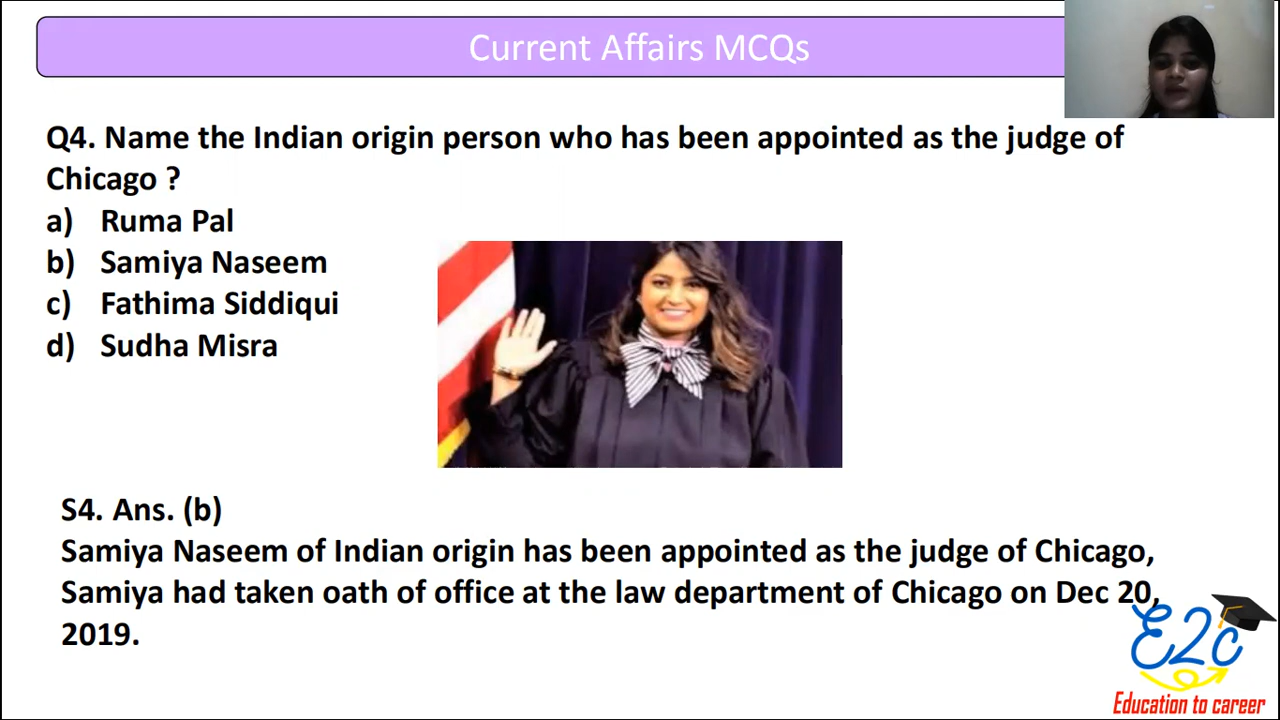 Current Affairs MCQs
Q4. Name the Indian origin person who has been appointed as the judge of
Chicago ?
a) Ruma Pal
b) Samiya Naseem
c) Fathima Siddiqui
d) Sudha Misra
S4. Ans. (b)
Samiya Naseem of Indian origin has been appointed as the judge of Chicago,
Samiya had taken oath of office at the law department of Chicago on Dec 20,
2019.
E2c
Education to career